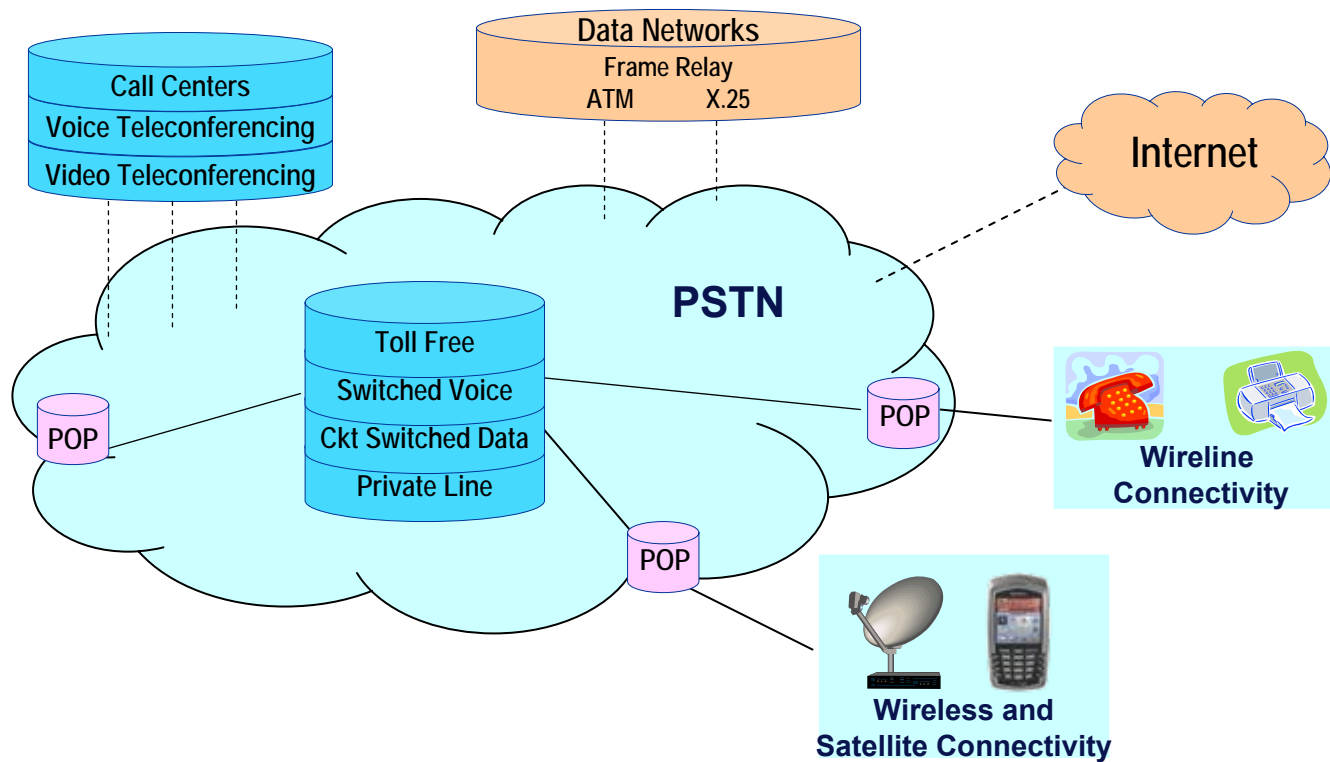 Call Centers
Voice Teleconferencing
Video Teleconferencing
Data Networks
Frame Relay
ATM X.25
Internet
PSTN
Toll Free
Switched Voice
Ckt Switched Data
Private Line
POP
POP
POP
Wireline
Connectivity
Wireless and
Satellite Connectivity